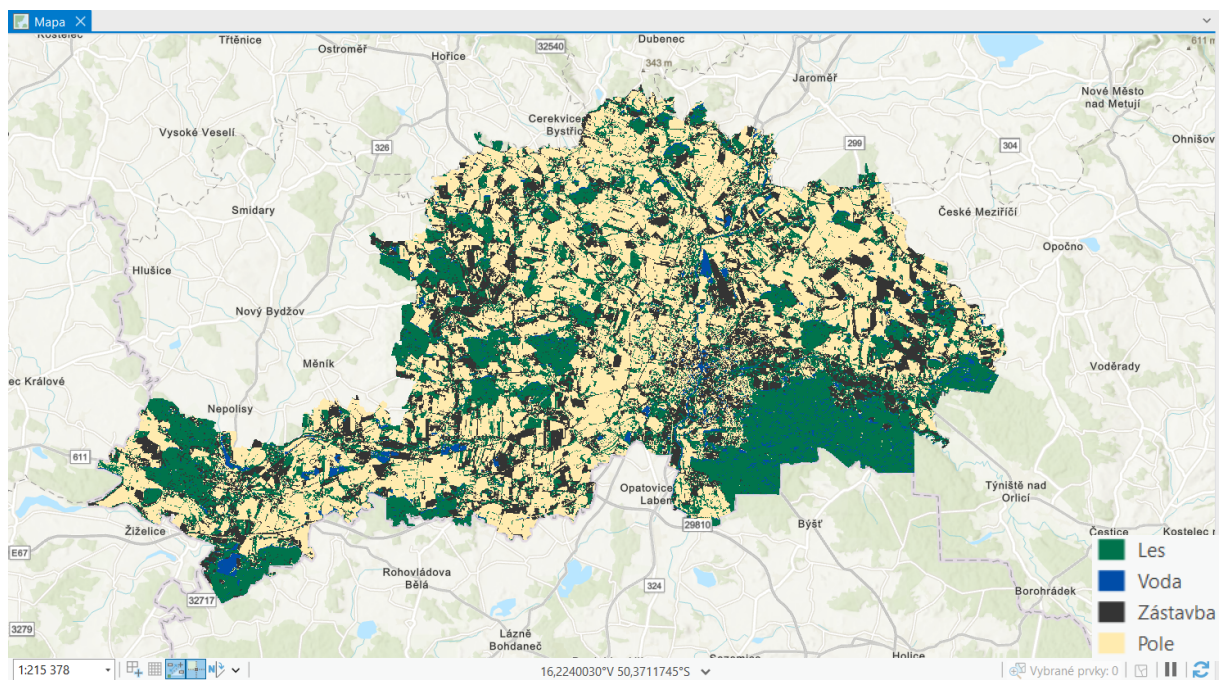 Mapa
Kostelec
Třtěnice
Ostroměř
Hořice
32540
Dubenec
343 m
611 m
Jaroměř
Nové Město
nad Metují
Cerekvice
Bystřic
Vysoké Veselí
326
299
304
Ohnišov
Smidary
České Meziříčí
Opočno
Hlušice
Nový Bydžov
Měník
Voděrady
ec Králové
Nepolisy
611
Opatovice
Labem
Týniště nad
Orlicí
Žiželice
29810
Býšť
Čestice
Kostelec n
E67
Rohovládova
Bělá
324
32717
Borohrádek
3279
Lázně
Bohdaneč
Holice
Les
Voda
Zástavba
Pole
1:215 378
16,2240030°V 50,3711745°S
Vybrané prvky: 0